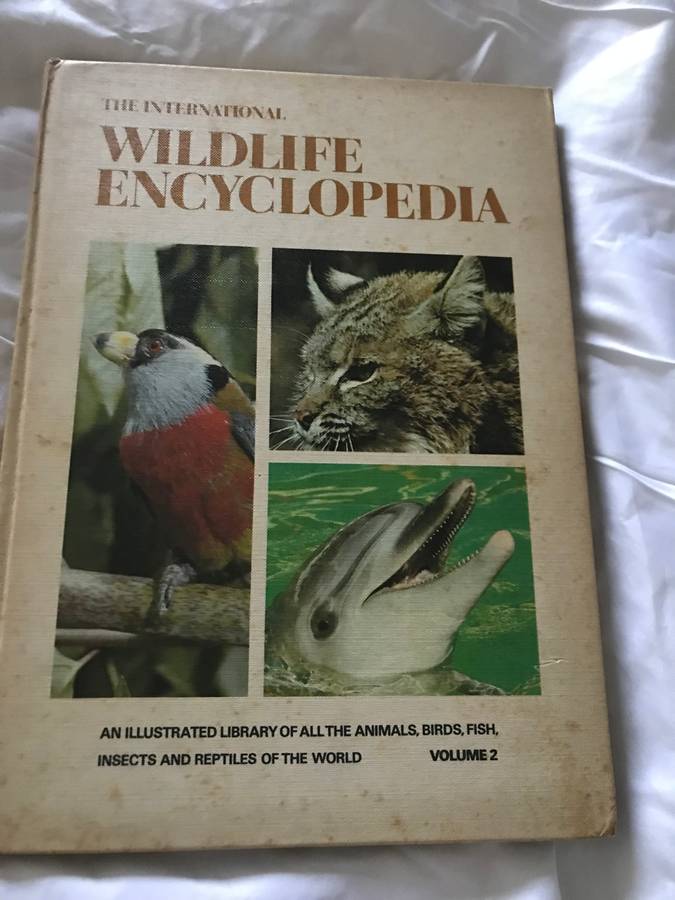 THE INTERNATIONAL
WILDLIFE
ENCYCLOPEDIA
AN ILLUSTRATED LIBRARY OF ALL THE ANIMALS, BIRDS, FISH,
INSECTS AND REPTILES OF THE WORLD VOLUME 2